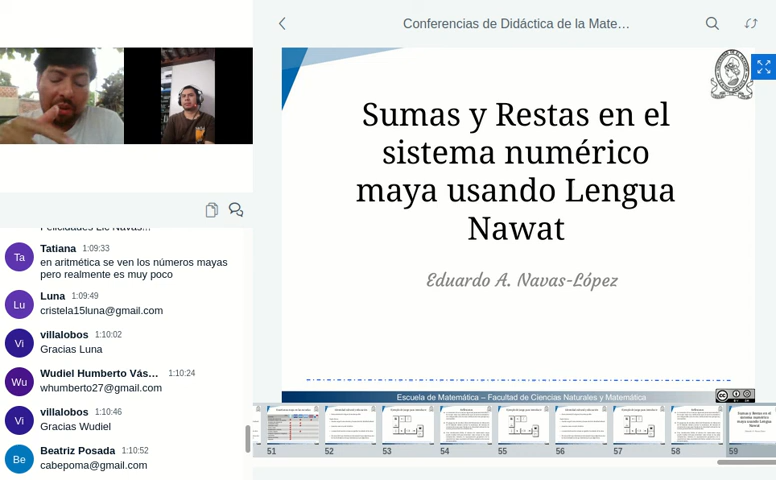 Conferencias de Didáctica de la Mate...
Sumas y Restas en el
sistema numérico
maya usando Lengua
Nawat
Eduardo A. Navas-López
Escuela de Matemática – Facultad de Ciencias Naturales y Matemática
Felicidades Lic Navas...
Ta
Tatiana 1:09:33
en aritmética se ven los números mayas
pero realmente es muy poco
Lu
Luna 1:09:49
cristela15luna@gmail.com
Vi
villalobos 1:10:02
Gracias Luna
Wu
Wudiel Humberto Vás... 1:10:24
whumberto27@gmail.com
Vi
villalobos 1:10:46
Gracias Wudiel
Be
Beatriz Posada 1:10:52
cabepoma@gmail.com
51 52 53 54 55 56 57 58 59